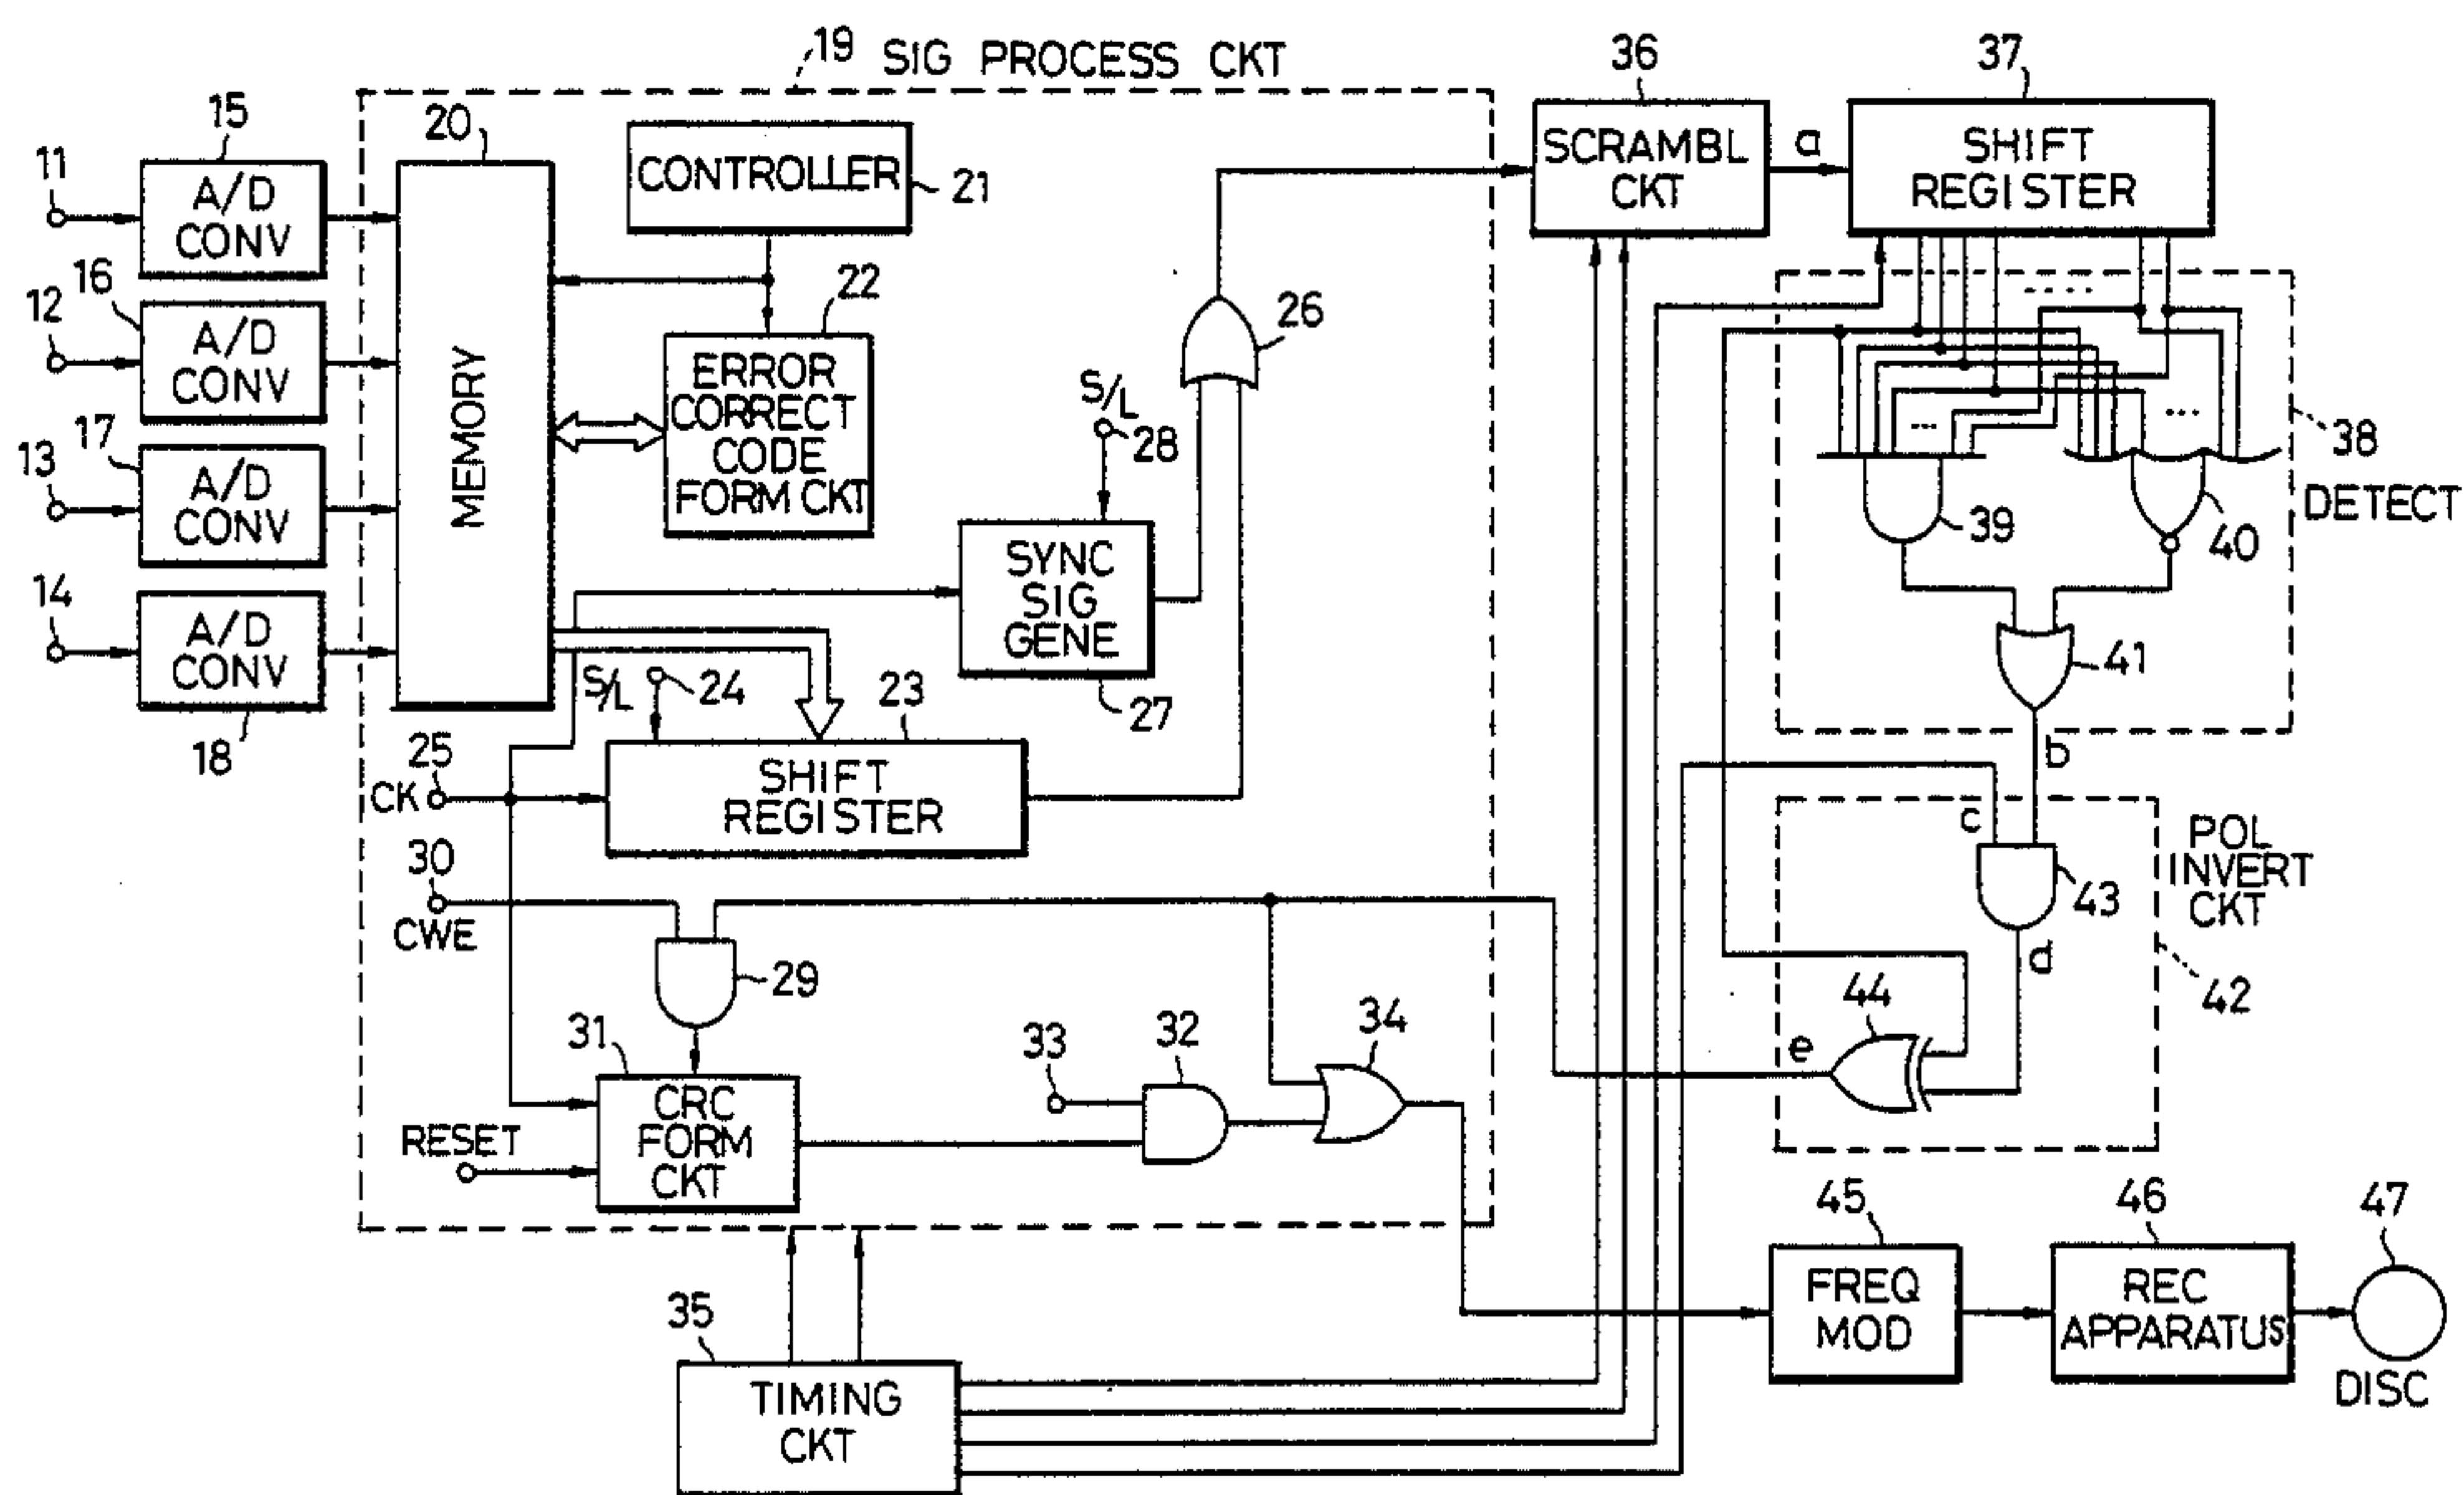 19 SIG PROCESS CKT
36
37
15
20
11
A/D
CONV
CONTROLLER
21
SCRAMBL
CKT
a
SHIFT
REGISTER
16
12
A/D
CONV
22
ERROR
CORRECT
CODE
FORM CKT
26
S/L
28
MEMORY
17
13
A/D
CONV
...
...
38
DETECT
39
40
14
A/D
CONV
18
SYNC
SIG
GENE
27
41
S/L
24
23
25
CK
SHIFT
REGISTER
b
c
POL
INVERT
CKT
43
30
CWE
29
d
42
44
e
31
CRC
FORM
CKT
RESET
33
32
34
45
46
47
FREQ
MOD
REC
APPARATUS
DISC
35
TIMING
CKT